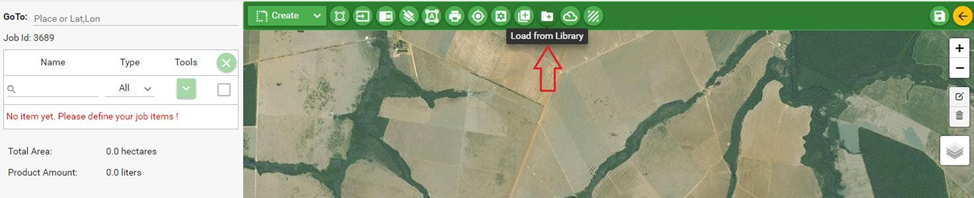 GoTo: Place or Lat,Lon
Create
Load from Library
Job Id: 3689
Name Type Tools
All
No item yet. Please define your job items !
Total Area: 0.0 hectares
Product Amount: 0.0 liters
+
−